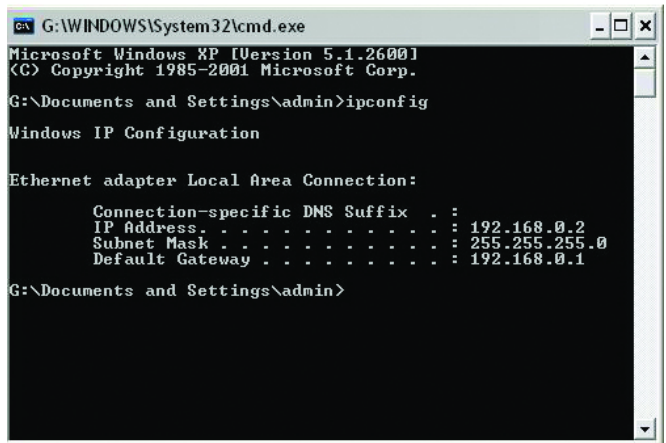 G:\WINDOWS\System32\cmd.exe
Microsoft Windows XP [Version 5.1.2600]
(C) Copyright 1985-2001 Microsoft Corp.
G:\Documents and Settings\admin>ipconfig
Windows IP Configuration
Ethernet adapter Local Area Connection:
Connection-specific DNS Suffix . :
IP Address. . . . . . . . . . . . : 192.168.0.2
Subnet Mask . . . . . . . . . . . : 255.255.255.0
Default Gateway . . . . . . . . . : 192.168.0.1
G:\Documents and Settings\admin>